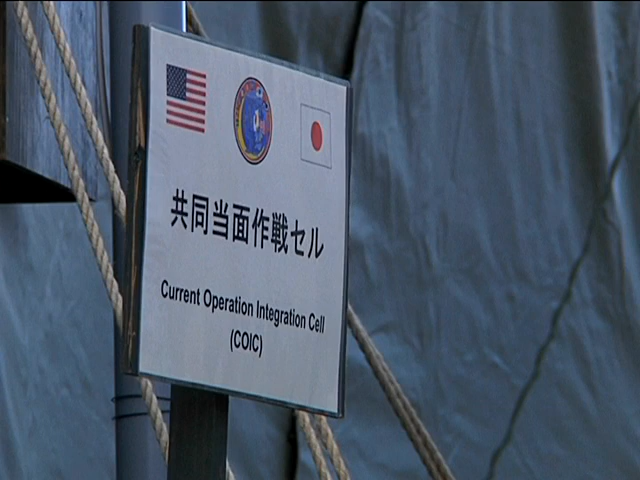 共同当面作戦セル
Current Operation Integration Cell
(COIC)